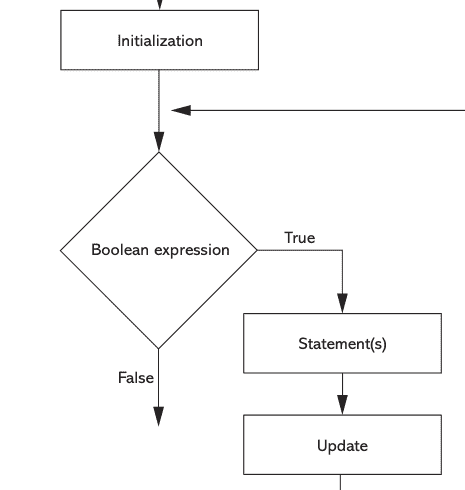 Initialization
Boolean expression
True
Statement(s)
False
Update